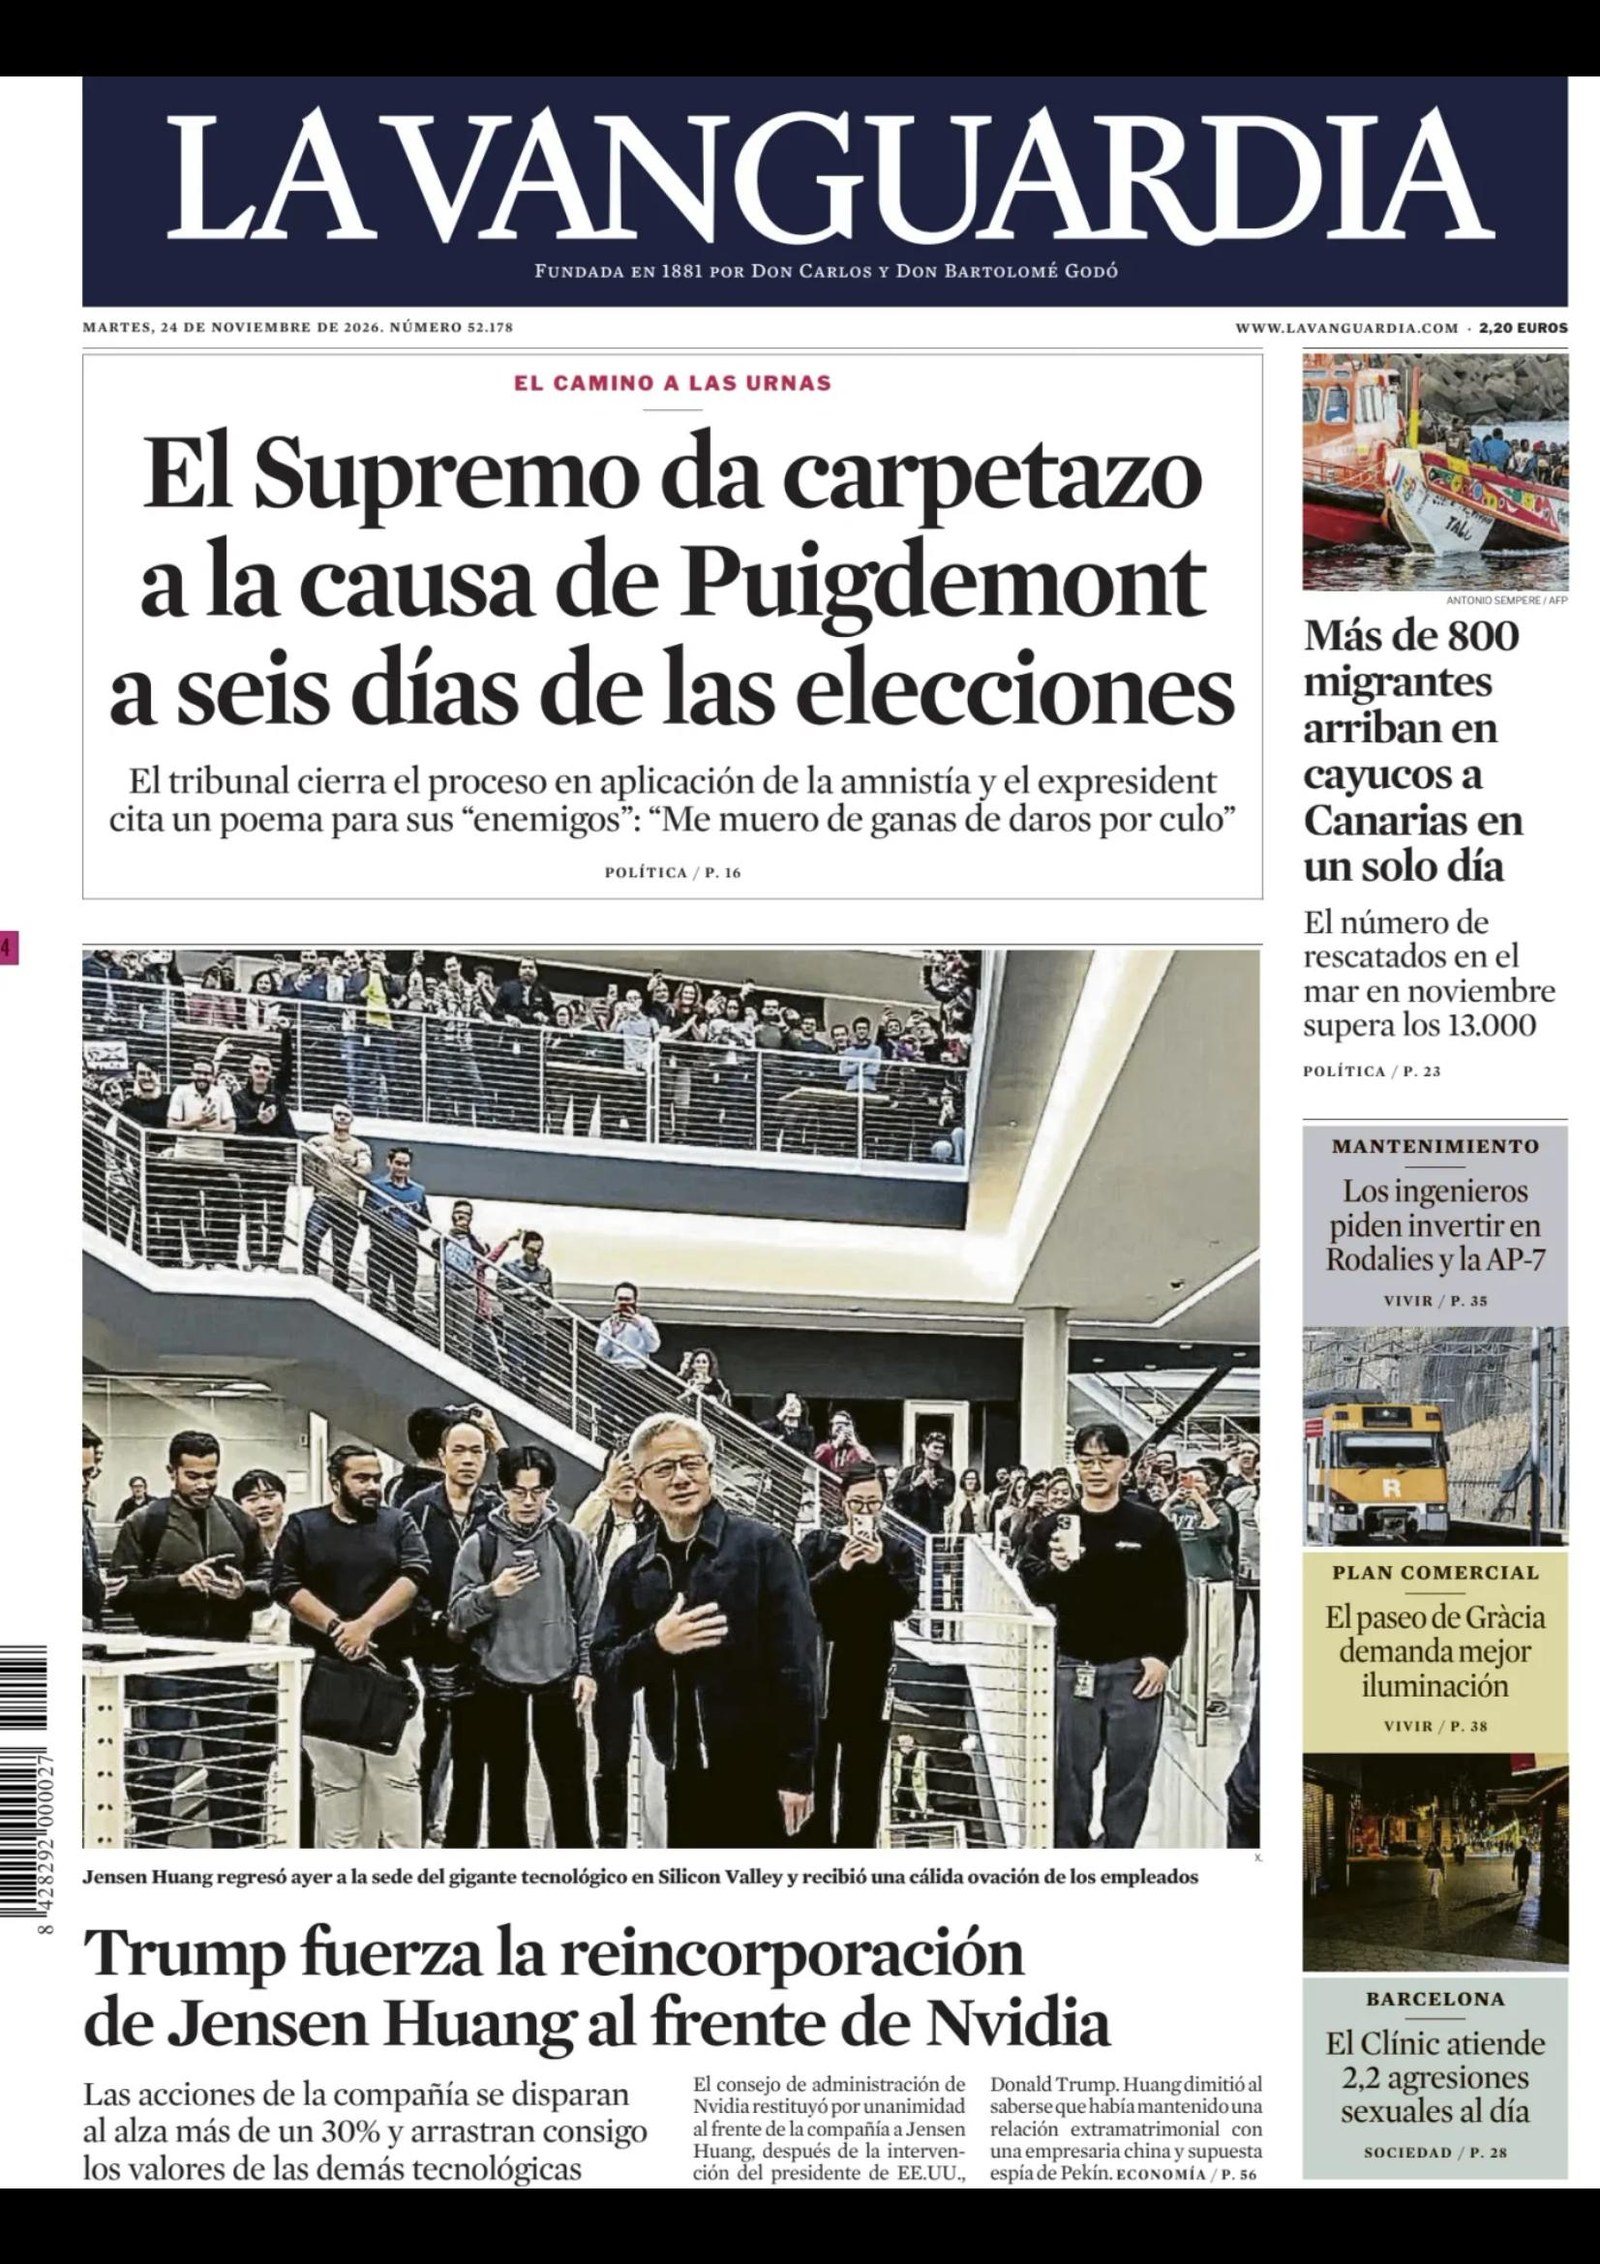 LA VANGUARDIA
FUNDADA EN 1881 POR DON CARLOS Y DON BARTOLOMÉ GODÓ
MARTES, 24 DE NOVIEMBRE DE 2026. NÚMERO 52.178
WWW.LAVANGUARDIA.COM · 2,20 EUROS
EL CAMINO A LAS URNAS
El Supremo da carpetazo
a la causa de Puigdemont
a seis días de las elecciones
El tribunal cierra el proceso en aplicación de la amnistía y el expresident
cita un poema para sus “enemigos”: “Me muero de ganas de daros por culo”
POLÍTICA / P. 16
4
8 428292 000027
X.
Jensen Huang regresó ayer a la sede del gigante tecnológico en Silicon Valley y recibió una cálida ovación de los empleados
Trump fuerza la reincorporación
de Jensen Huang al frente de Nvidia
Las acciones de la compañía se disparan
al alza más de un 30% y arrastran consigo
los valores de las demás tecnológicas
El consejo de administración de
Nvidia restituyó por unanimidad
al frente de la compañía a Jensen
Huang, después de la interven-
ción del presidente de EE.UU.,
Donald Trump. Huang dimitió al
saberse que había mantenido una
relación extramatrimonial con
una empresaria china y supuesta
espía de Pekín. ECONOMÍA / P. 56
TABU
ANTONIO SEMPERE / AFP
Más de 800
migrantes
arriban en
cayucos a
Canarias en
un solo día
El número de
rescatados en el
mar en noviembre
supera los 13.000
POLÍTICA / P. 23
MANTENIMIENTO
Los ingenieros
piden invertir en
Rodalies y la AP-7
VIVIR / P. 35
R
PLAN COMERCIAL
El paseo de Gràcia
demanda mejor
iluminación
VIVIR / P. 38
BARCELONA
El Clínic atiende
2,2 agresiones
sexuales al día
SOCIEDAD / P. 28